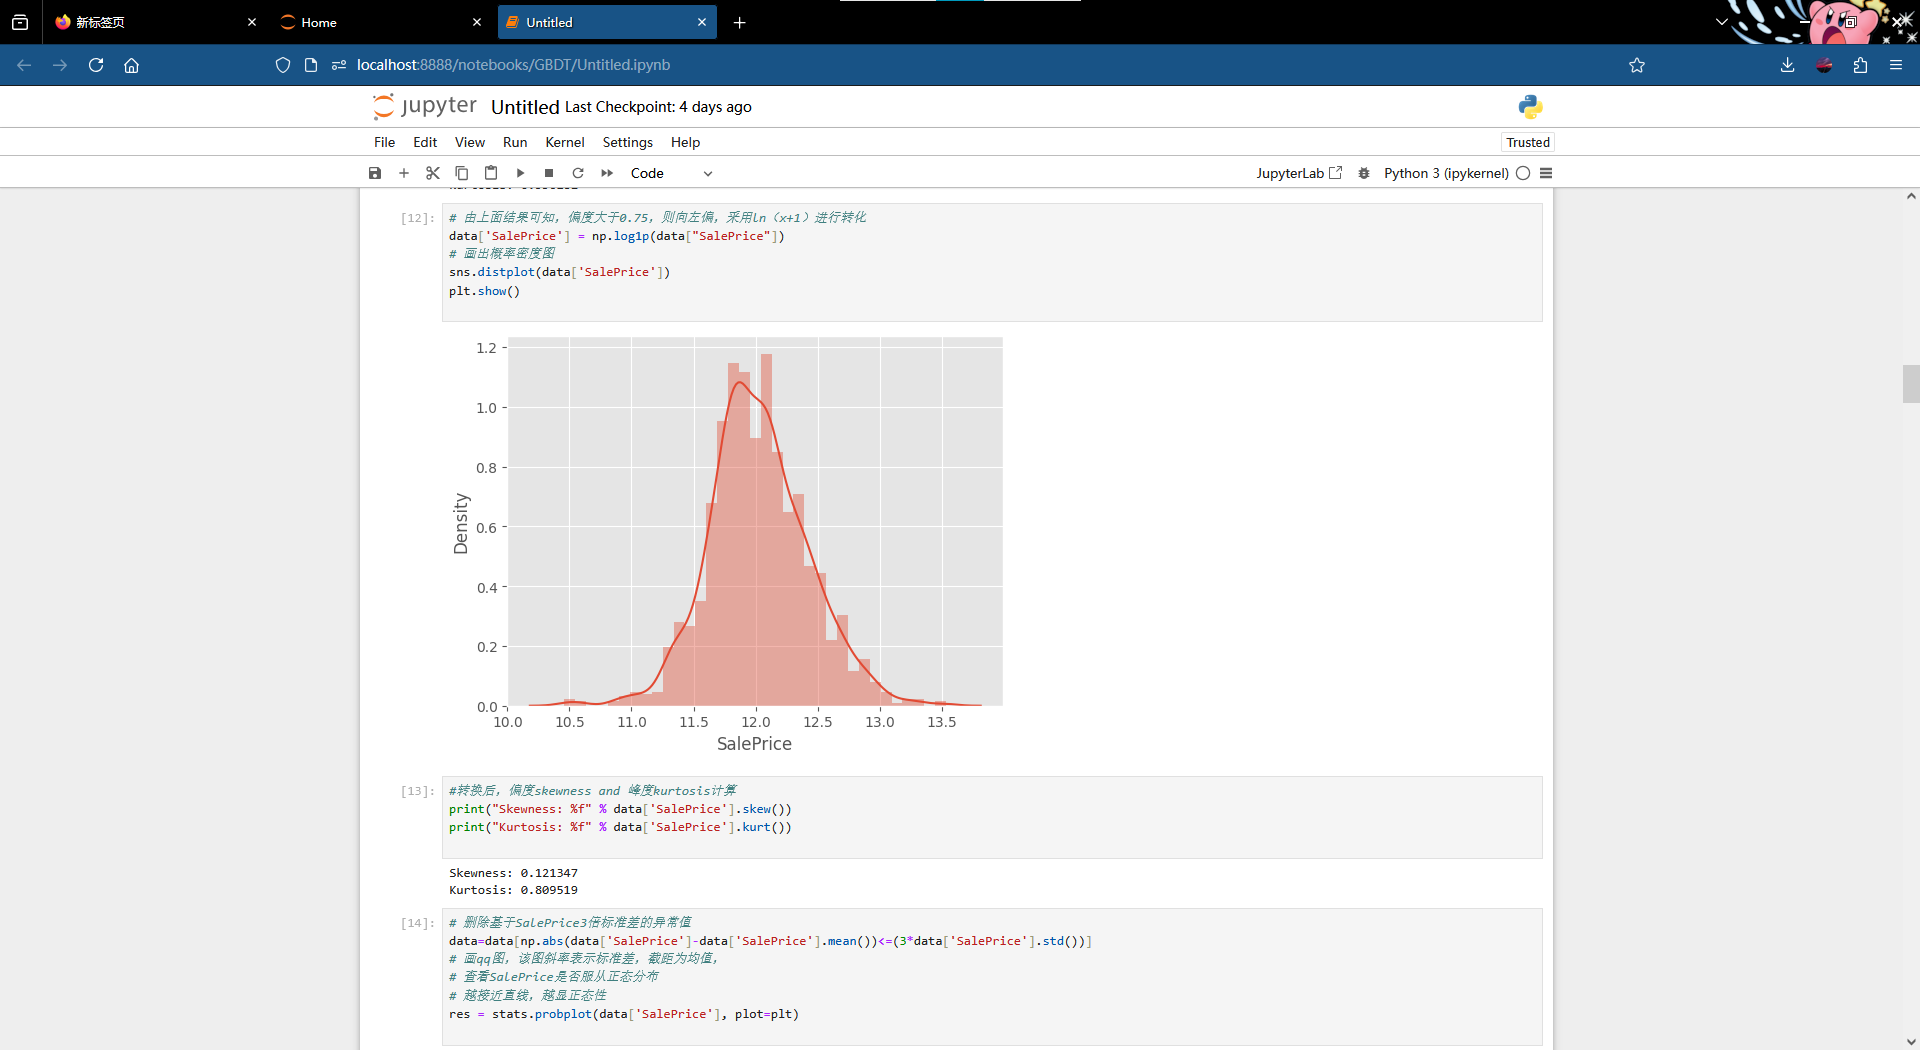 新标签页
Home
Untitled
localhost:8888/notebooks/GBDT/Untitled.ipynb
jupyter Untitled Last Checkpoint: 4 days ago
File Edit View Run Kernel Settings Help
Trusted
Code
JupyterLab
Python 3 (ipykernel)
[12]:
# 由上面结果可知，偏度大于0.75，则向左偏，采用ln（x+1）进行转化
data['SalePrice'] = np.log1p(data["SalePrice"])
# 画出概率密度图
sns.distplot(data['SalePrice'])
plt.show()
1.2
1.0
0.8
0.6
0.4
0.2
0.0
Density
10.0 10.5 11.0 11.5 12.0 12.5 13.0 13.5
SalePrice
[13]:
#转换后，偏度skewness and 峰度kurtosis计算
print("Skewness: %f" % data['SalePrice'].skew())
print("Kurtosis: %f" % data['SalePrice'].kurt())
Skewness: 0.121347
Kurtosis: 0.809519
[14]:
# 删除基于SalePrice3倍标准差的异常值
data=data[np.abs(data['SalePrice']-data['SalePrice'].mean())<=(3*data['SalePrice'].std())]
# 画qq图，该图斜率表示标准差，截距为均值，
# 查看SalePrice是否服从正态分布
# 越接近直线，越显正态性
res = stats.probplot(data['SalePrice'], plot=plt)